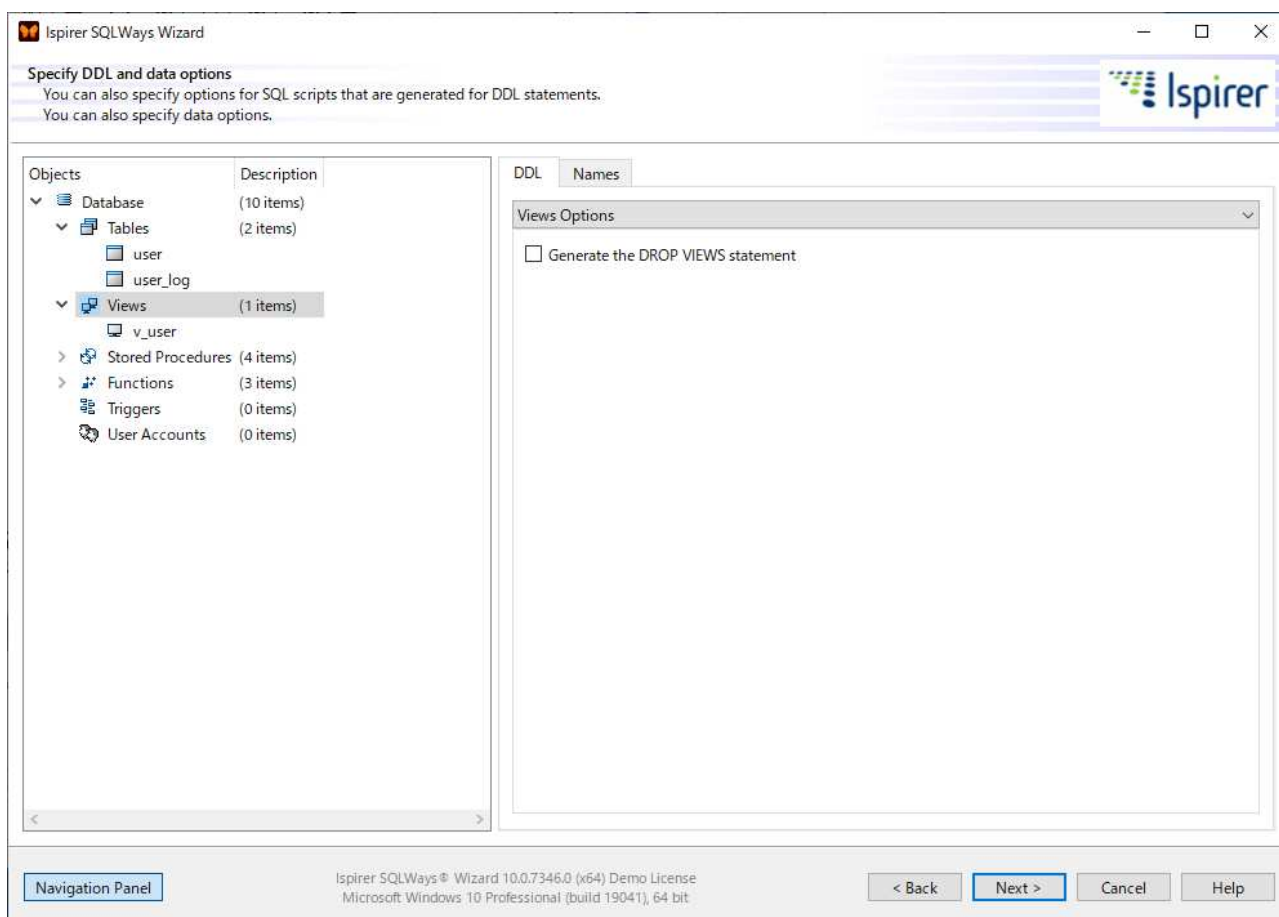 Ispirer SQLWays Wizard
Specify DDL and data options
You can also specify options for SQL scripts that are generated for DDL statements.
You can also specify data options.
Ispirer
Objects Description
Database (10 items)
Tables (2 items)
user
user_log
Views (1 items)
v_user
Stored Procedures (4 items)
Functions (3 items)
Triggers (0 items)
User Accounts (0 items)
DDL Names
Views Options
Generate the DROP VIEWS statement
Navigation Panel
Ispirer SQLWays® Wizard 10.0.7346.0 (x64) Demo License
Microsoft Windows 10 Professional (build 19041), 64 bit
< Back Next > Cancel Help